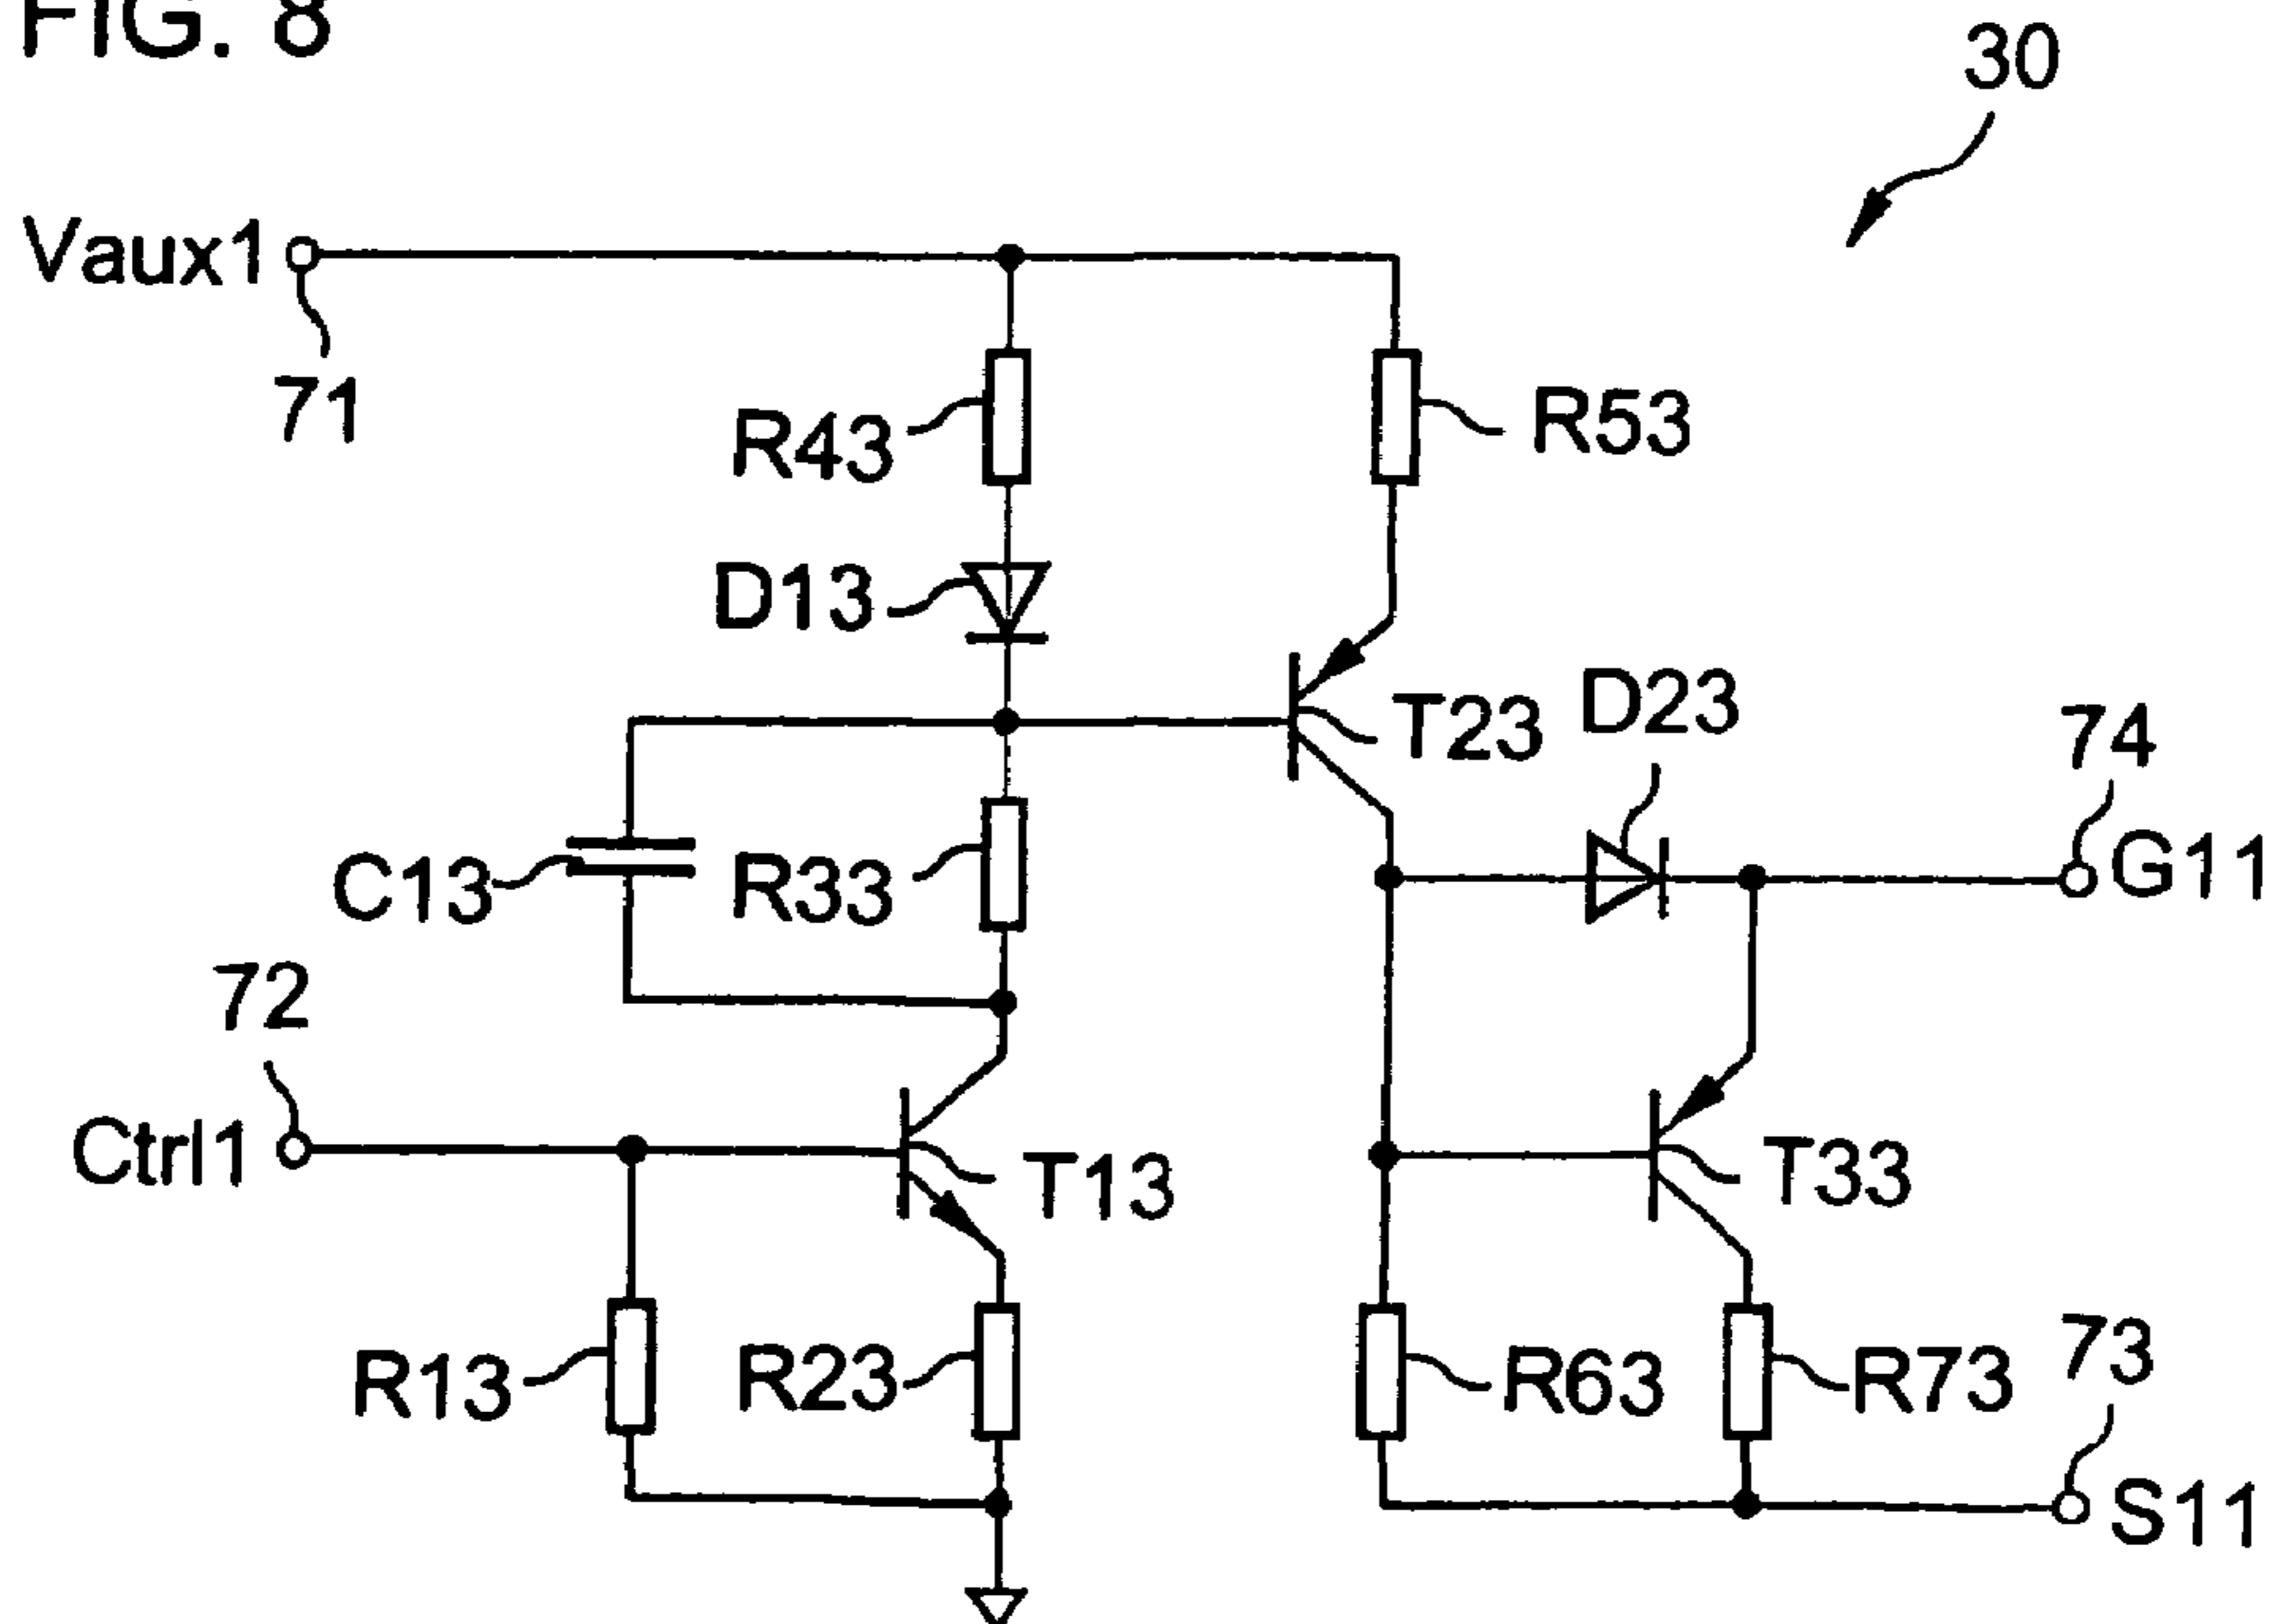 FIG. 8
30
Vaux1
71
R43
R53
D13
T23
D23
74
C13
R33
G11
72
Ctrl1
T13
T33
R13
R23
R63
R73
73
S11